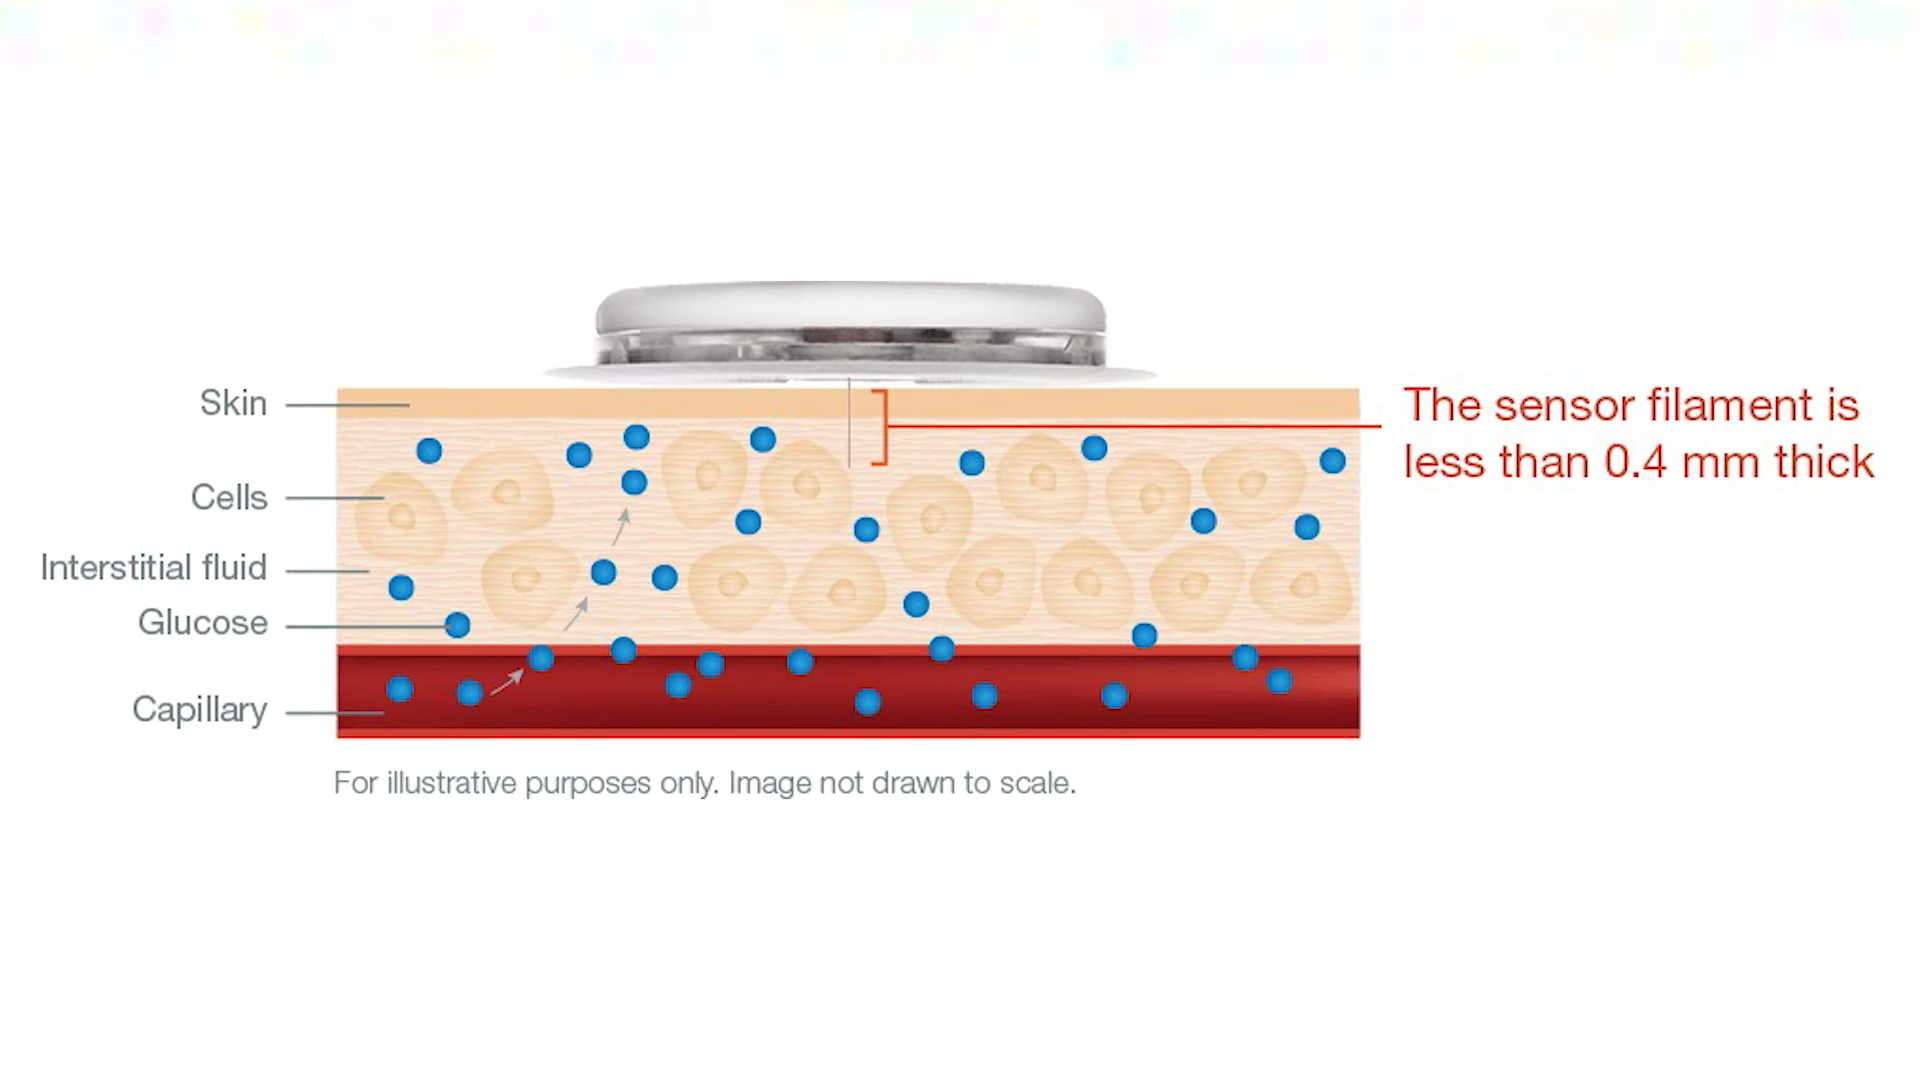 Skin
Cells
Interstitial fluid
Glucose
Capillary
The sensor filament is
less than 0.4 mm thick
For illustrative purposes only. Image not drawn to scale.